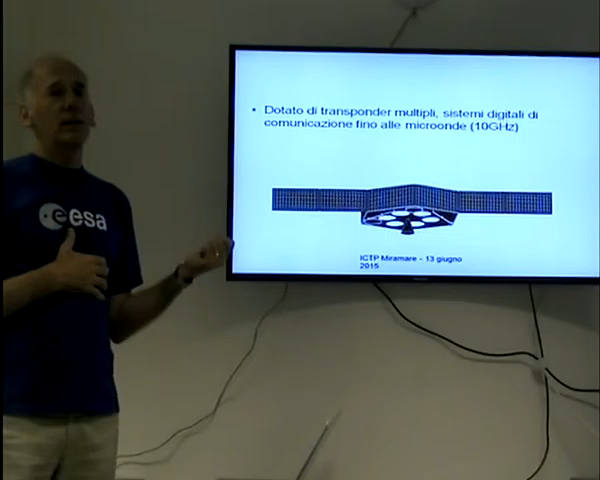 • Dotato di transponder multipli, sistemi digitali di
comunicazione fino alle microonde (10GHz)
ICTP Miramare - 13 giugno
2015
esa